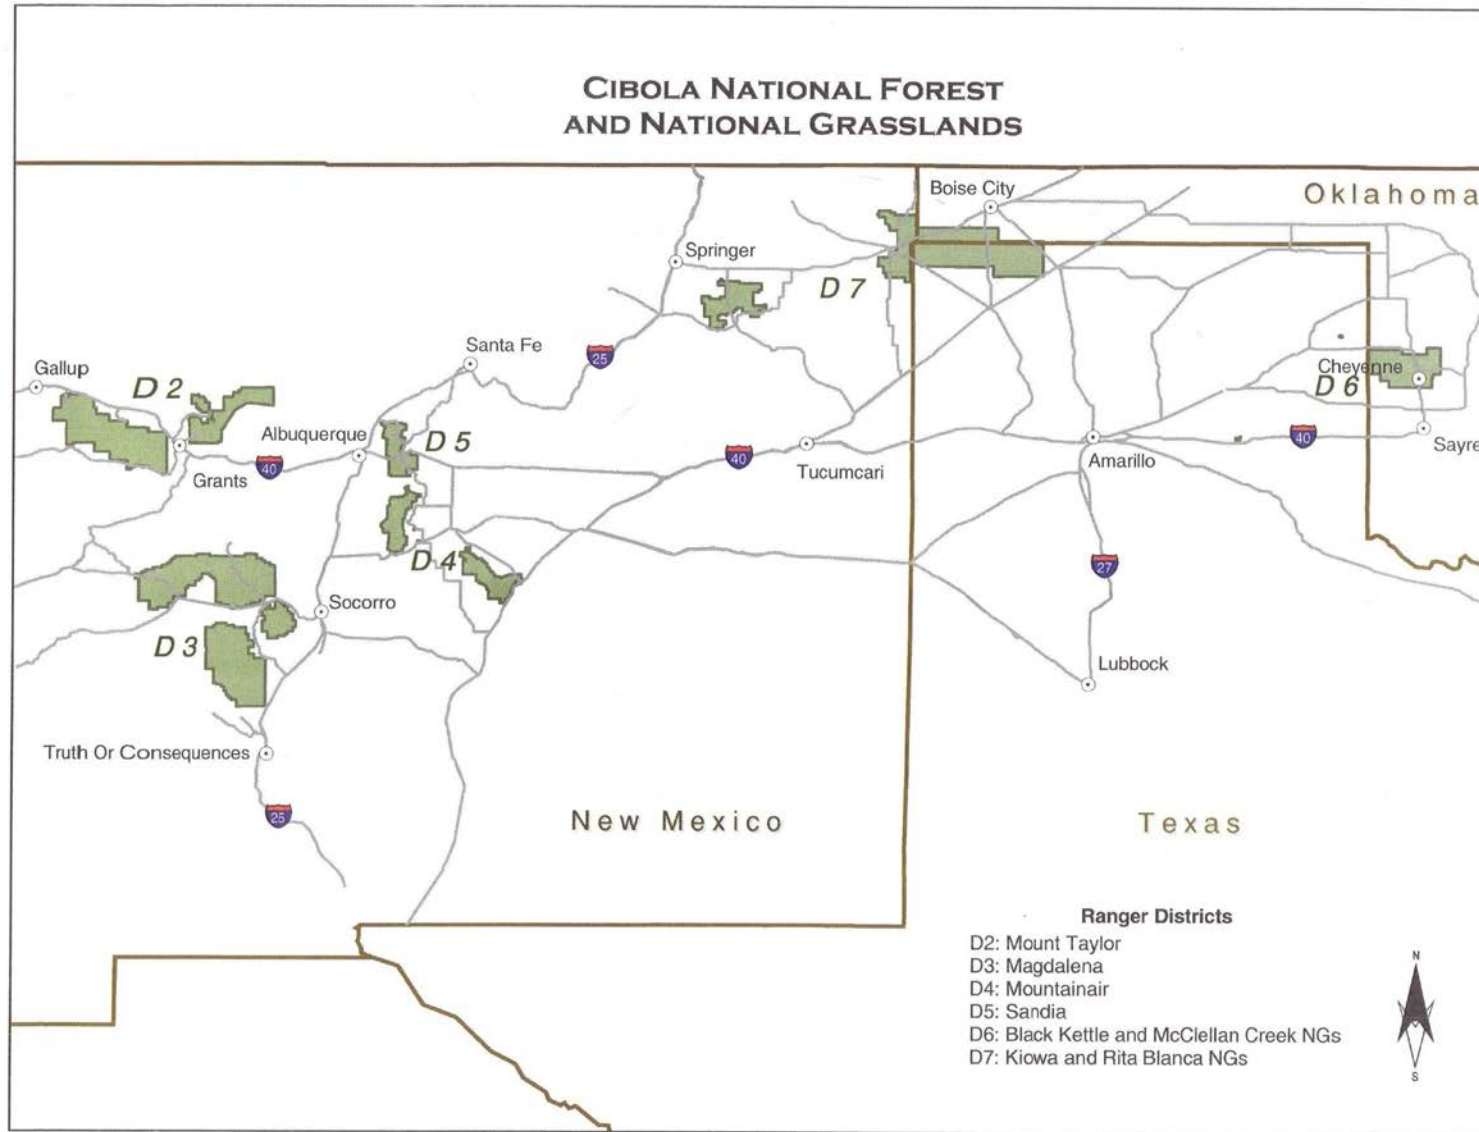 CIBOLA NATIONAL FOREST
AND NATIONAL GRASSLANDS
Boise City
Oklahoma
Springer
D 7
Santa Fe
25
Gallup
D 2
Cheyenne
D 6
Albuquerque
D 5
Grants
40
40
Tucumcari
Amarillo
40
Sayre
D 4
27
Socorro
D 3
Lubbock
Truth Or Consequences
25
New Mexico
Texas
Ranger Districts
D2: Mount Taylor
D3: Magdalena
D4: Mountainair
D5: Sandia
D6: Black Kettle and McClellan Creek NGs
D7: Kiowa and Rita Blanca NGs
N
S